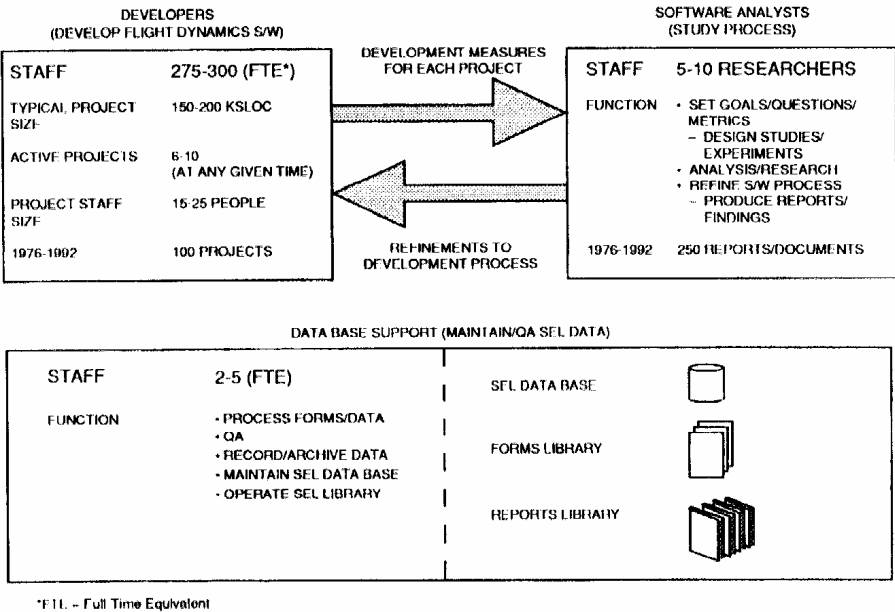 DEVELOPERS
(DEVELOP FLIGHT DYNAMICS S/W)
STAFF 275-300 (FTE*)
TYPICAL PROJECT SIZE 150-200 KSLOC
ACTIVE PROJECTS 6-10
(AT ANY GIVEN TIME)
PROJECT STAFF SIZE 15-25 PEOPLE
1976-1992 100 PROJECTS
DEVELOPMENT MEASURES
FOR EACH PROJECT
REFINEMENTS TO
DEVELOPMENT PROCESS
SOFTWARE ANALYSTS
(STUDY PROCESS)
STAFF 5-10 RESEARCHERS
FUNCTION • SET GOALS/QUESTIONS/
METRICS
– DESIGN STUDIES/
EXPERIMENTS
• ANALYSIS/RESEARCH
• REFINE S/W PROCESS
– PRODUCE REPORTS/
FINDINGS
1976-1992 250 REPORTS/DOCUMENTS
DATA BASE SUPPORT (MAINTAIN/QA SEL DATA)
STAFF 2-5 (FTE)
FUNCTION • PROCESS FORMS/DATA
• QA
• RECORD/ARCHIVE DATA
• MAINTAIN SEL DATA BASE
• OPERATE SEL LIBRARY
SEL DATA BASE
FORMS LIBRARY
REPORTS LIBRARY
*FTE – Full Time Equivalent